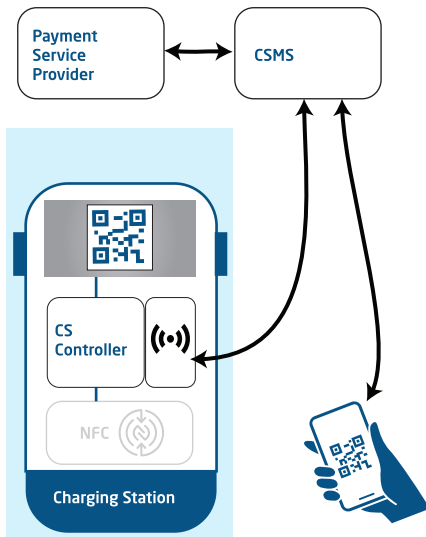 Payment
Service
Provider
CSMS
CS
Controller
NFC
Charging Station